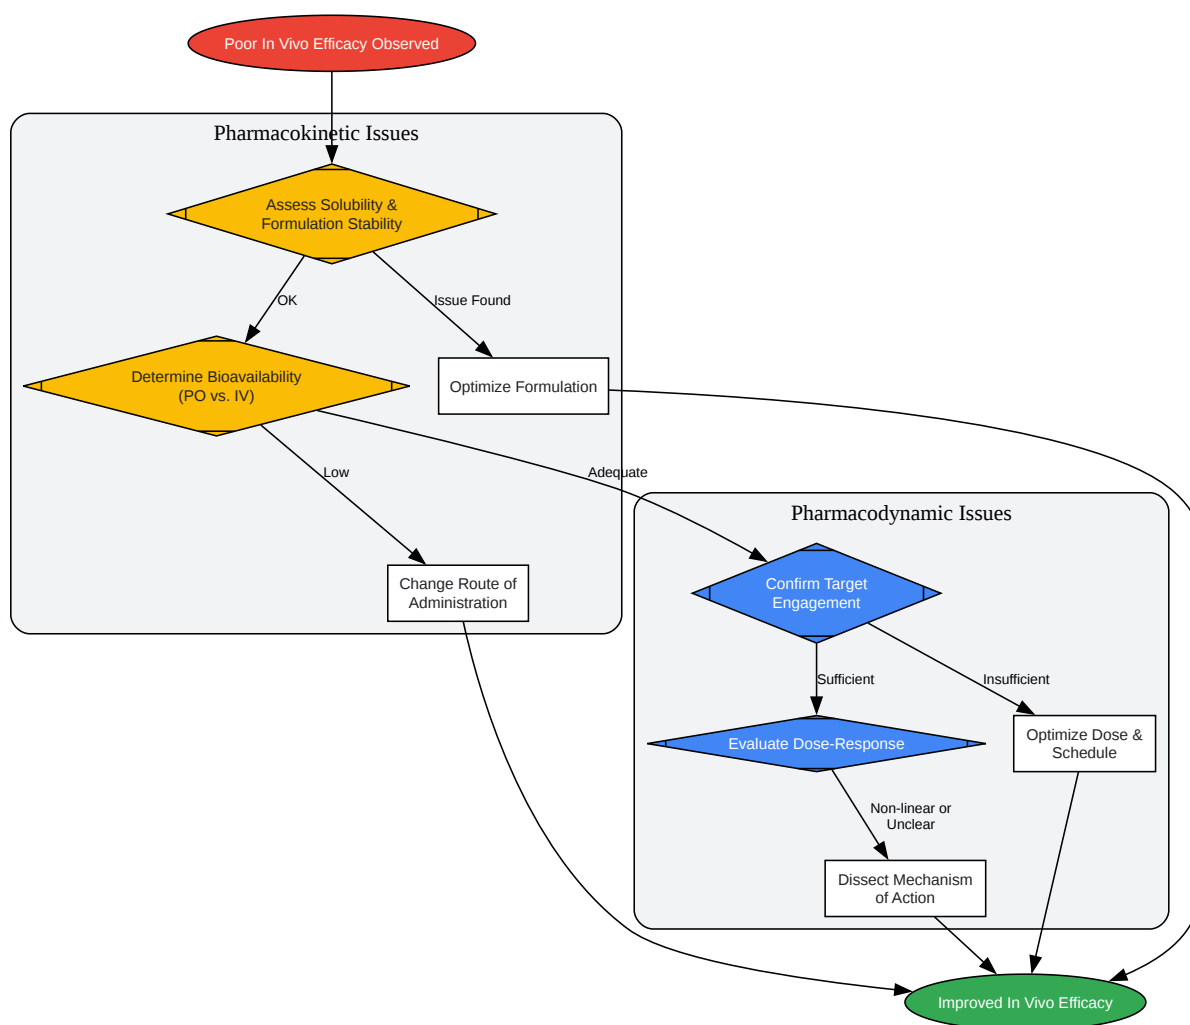 Poor In Vivo Efficacy Observed
Pharmacokinetic Issues
Assess Solubility &
Formulation Stability
OK
Issue Found
Determine Bioavailability
(PO vs. IV)
Optimize Formulation
Low
Adequate
Change Route of
Administration
Pharmacodynamic Issues
Confirm Target
Engagement
Sufficient
Insufficient
Evaluate Dose-Response
Optimize Dose &
Schedule
Non-linear or
Unclear
Dissect Mechanism
of Action
Improved In Vivo Efficacy